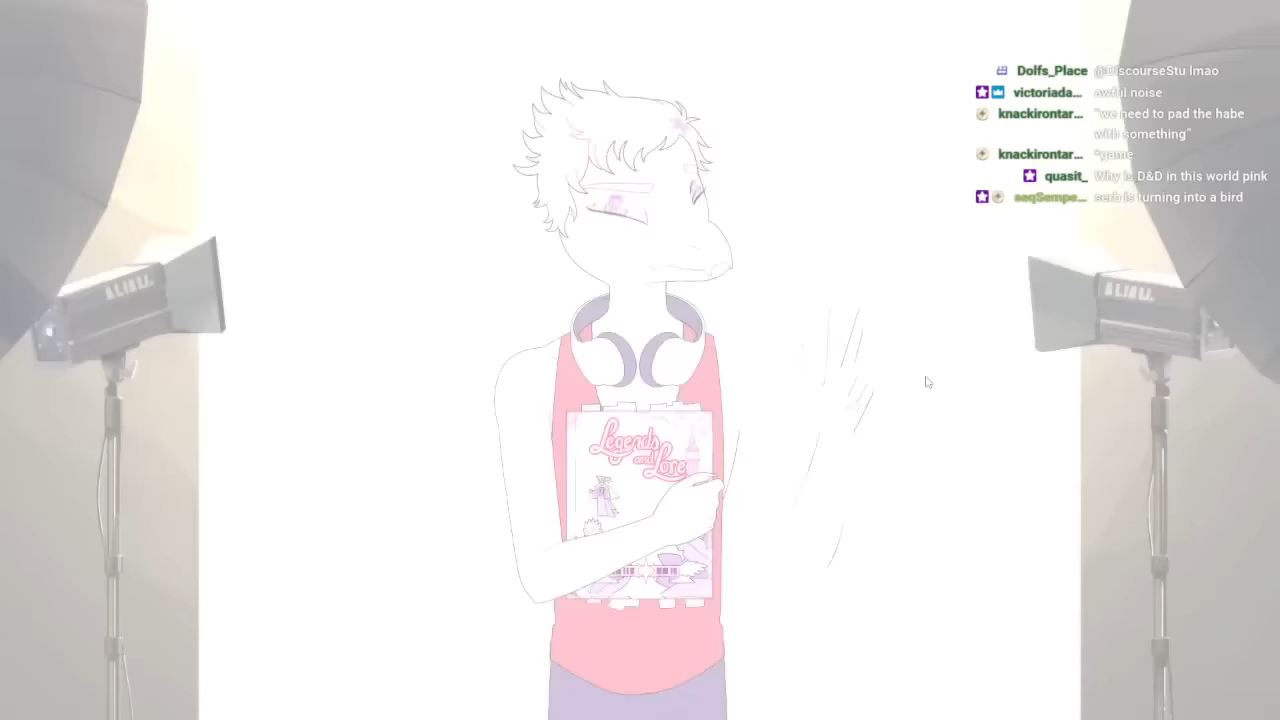 Dolfs_Place @DiscourseStu lmao
victoriada... awful noise
knackirontar... "we need to pad the habe
with something"
knackirontar... *game
quasit_ Why is D&D in this world pink
seqSempe... serb is turning into a bird
Legends
and Lore